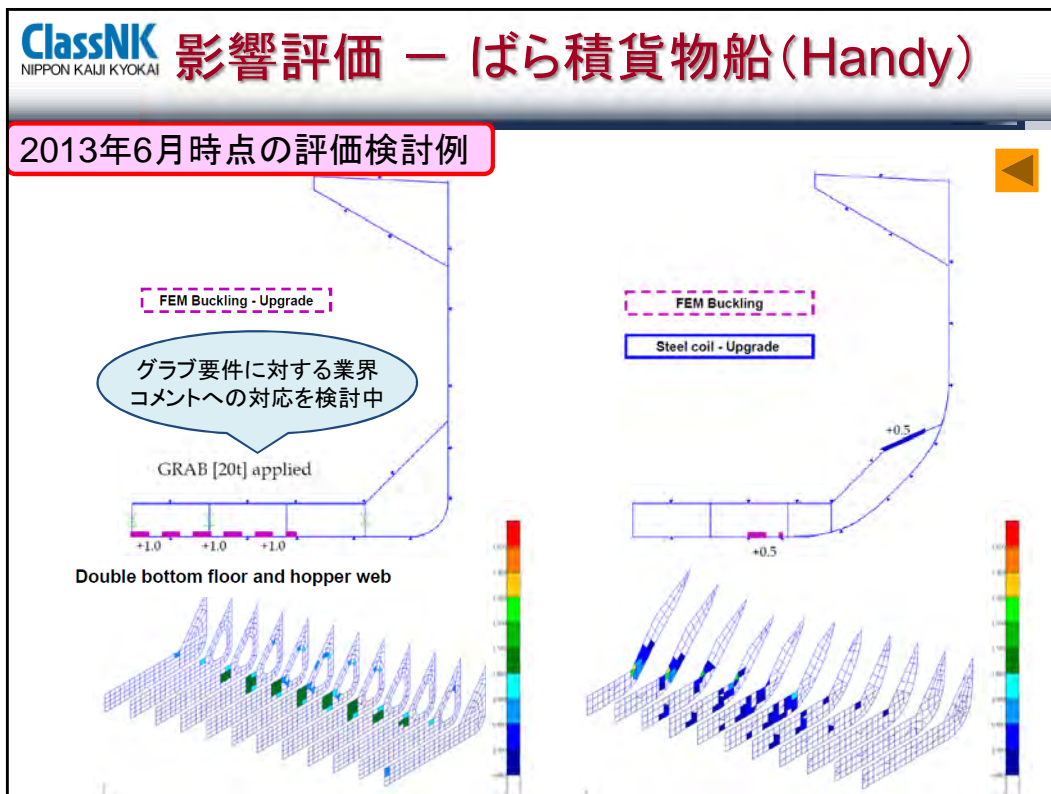 ClassNK
NIPPON KAIJI KYOKAI
影響評価 － ばら積貨物船(Handy)
2013年6月時点の評価検討例
FEM Buckling - Upgrade
グラブ要件に対する業界
コメントへの対応を検討中
GRAB [20t] applied
+1.0 +1.0 +1.0
Double bottom floor and hopper web
FEM Buckling
Steel coil - Upgrade
+0.5
+0.5